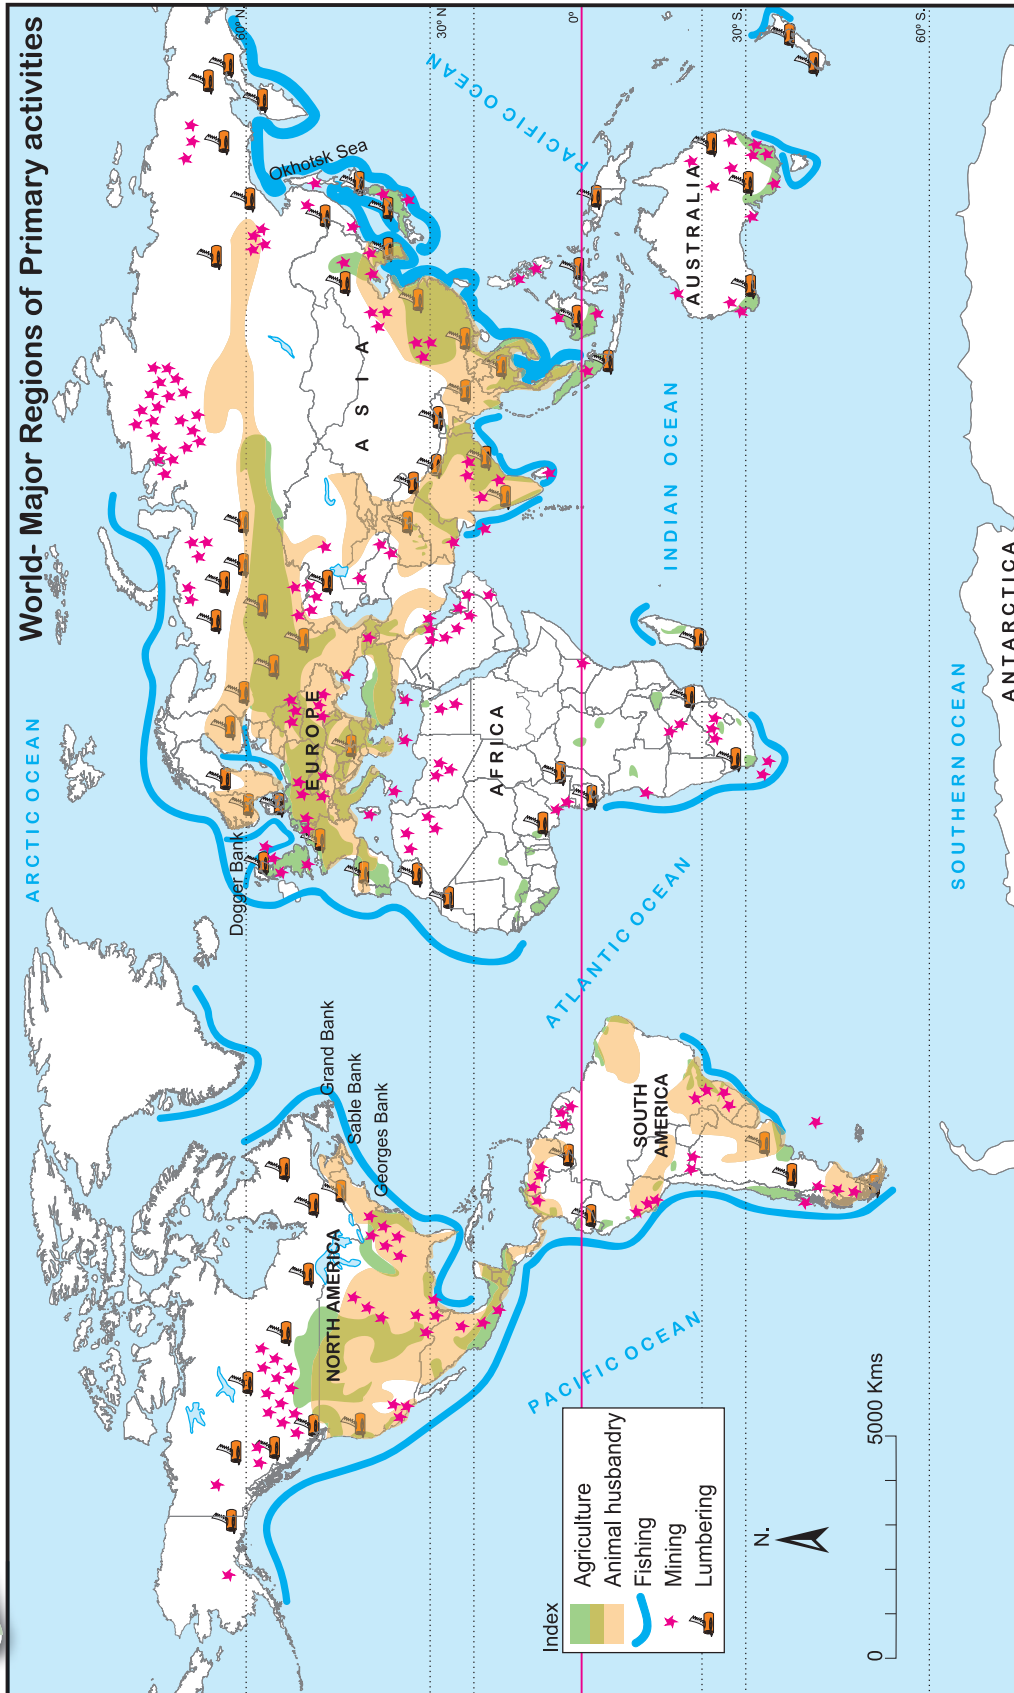 World- Major Regions of Primary activities
ARCTIC OCEAN
60° N
30° N
0°
30° S.
60° S.
Okhotsk Sea
PACIFIC OCEAN
ASIA
EUROPE
Dogger Bank
Grand Bank
Sable Bank
Georges Bank
NORTH AMERICA
AFRICA
ATLANTIC OCEAN
INDIAN OCEAN
AUSTRALIA
SOUTH
AMERICA
PACIFIC OCEAN
SOUTHERN OCEAN
ANTARCTICA
Index
Agriculture
Animal husbandry
Fishing
Mining
Lumbering
N.
0
5000 Kms